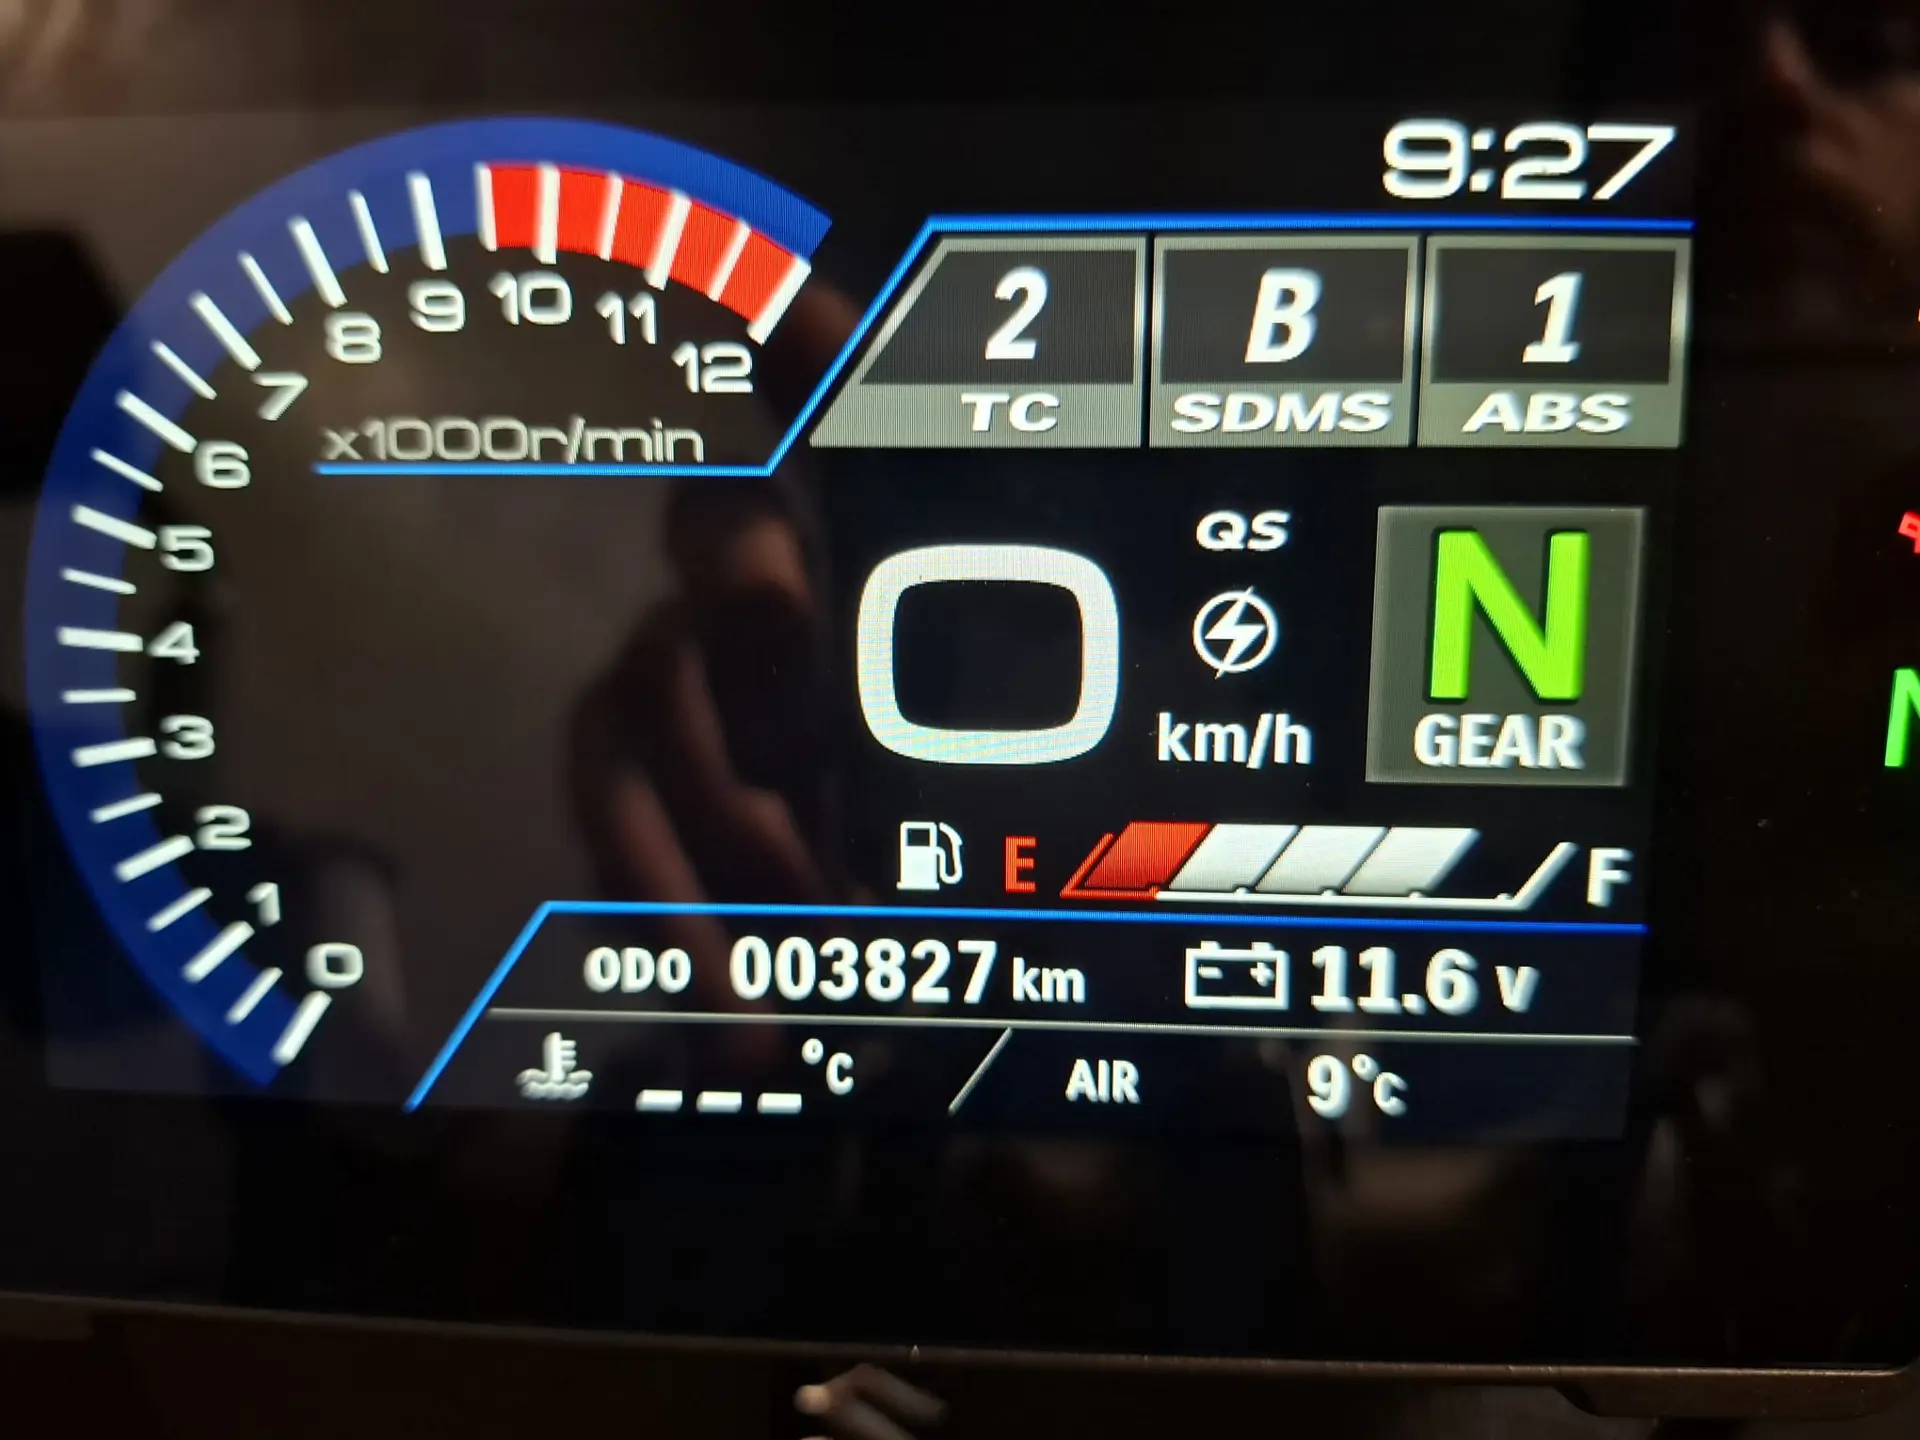 9:27
8 9 10 11 12
7
x1000r/min
6
5
4
3
2
1
0
2 B 1
TC SDMS ABS
QS
0
km/h
N
GEAR
N
E F
ODO 003827 km - + 11.6 V
---°C AIR 9°C